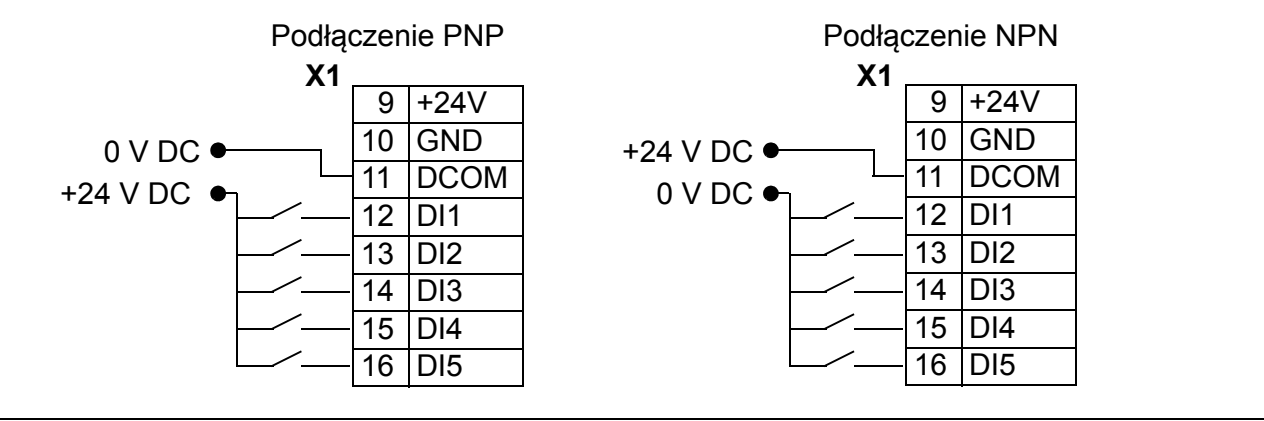 Podłączenie PNP
X1
9 +24V
10 GND
0 V DC
11 DCOM
+24 V DC
12 DI1
13 DI2
14 DI3
15 DI4
16 DI5
Podłączenie NPN
X1
9 +24V
10 GND
+24 V DC
11 DCOM
0 V DC
12 DI1
13 DI2
14 DI3
15 DI4
16 DI5